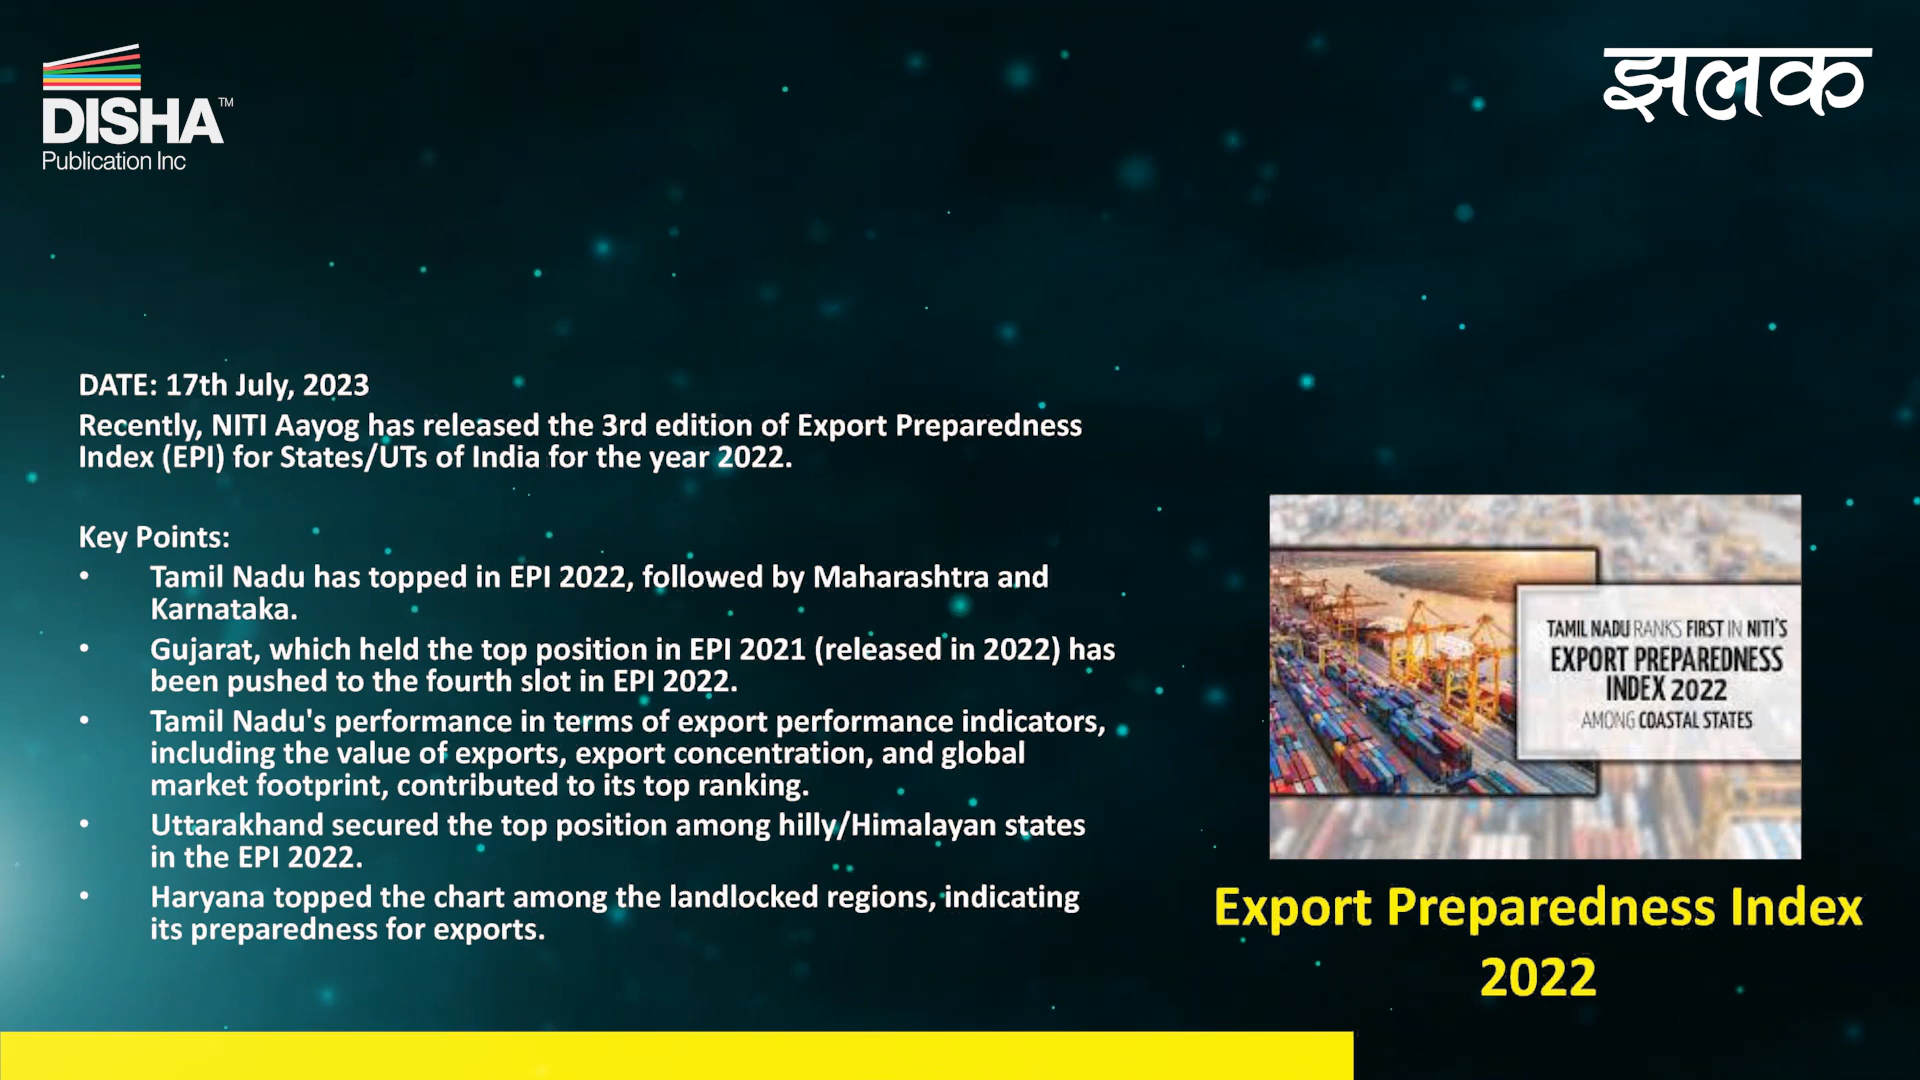 DISHA™
Publication Inc
झलक
DATE: 17th July, 2023
Recently, NITI Aayog has released the 3rd edition of Export Preparedness
Index (EPI) for States/UTs of India for the year 2022.
Key Points:
• Tamil Nadu has topped in EPI 2022, followed by Maharashtra and
Karnataka.
• Gujarat, which held the top position in EPI 2021 (released in 2022) has
been pushed to the fourth slot in EPI 2022.
• Tamil Nadu's performance in terms of export performance indicators,
including the value of exports, export concentration, and global
market footprint, contributed to its top ranking.
• Uttarakhand secured the top position among hilly/Himalayan states
in the EPI 2022.
• Haryana topped the chart among the landlocked regions, indicating
its preparedness for exports.
TAMIL NADU RANKS FIRST IN NITI'S
EXPORT PREPAREDNESS
INDEX 2022
AMONG COASTAL STATES
Export Preparedness Index
2022